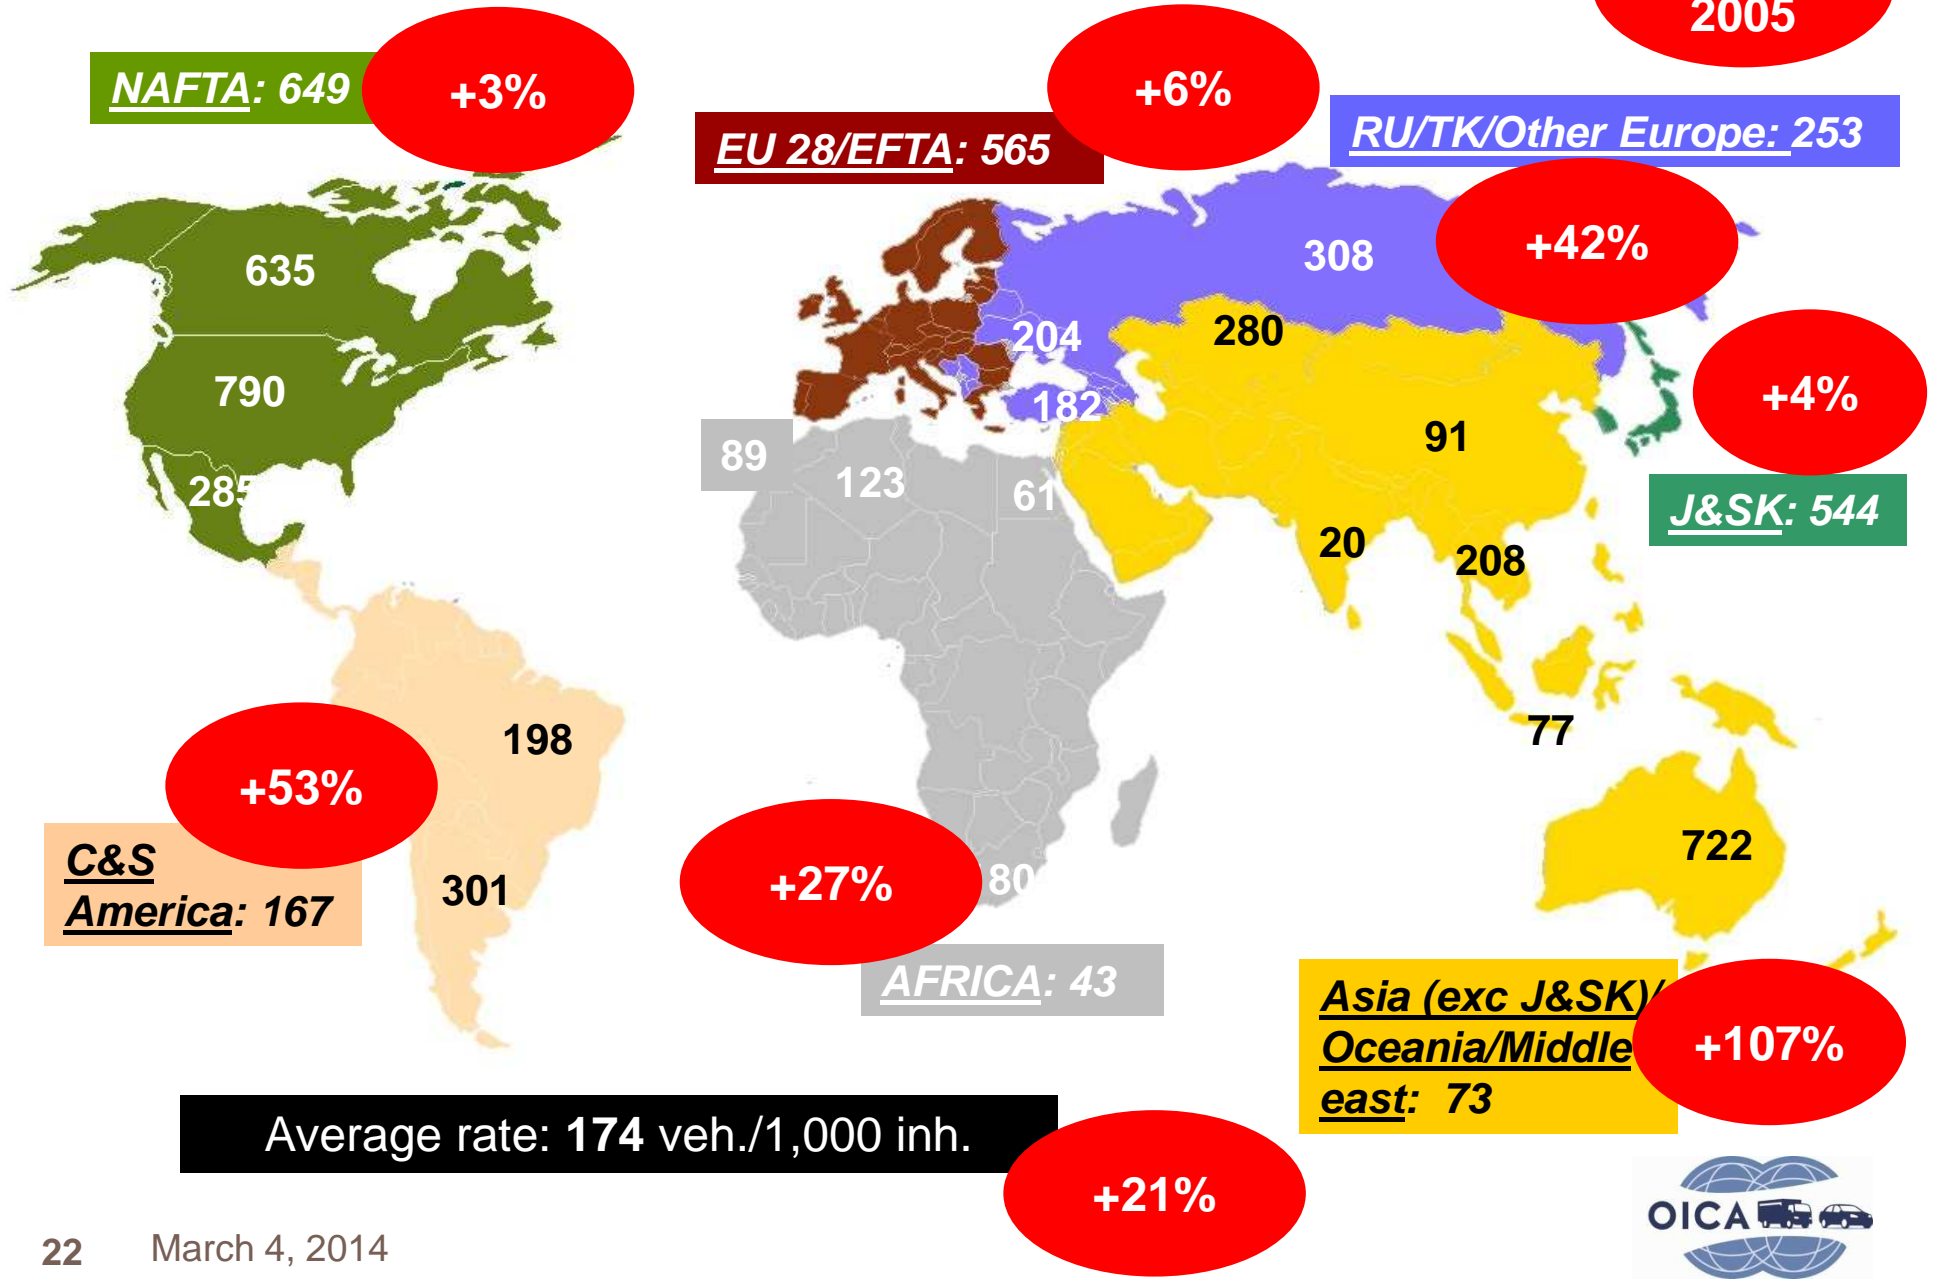 2005
NAFTA: 649
+3%
+6%
EU 28/EFTA: 565
RU/TK/Other Europe: 253
+42%
635
308
790
204
280
182
+4%
285
89
123
61
91
J&SK: 544
20
208
198
77
+53%
722
C&S
America: 167
301
+27%
80
AFRICA: 43
Asia (exc J&SK)/
Oceania/Middle
east: 73
+107%
Average rate: 174 veh./1,000 inh.
+21%
OICA
22 March 4, 2014